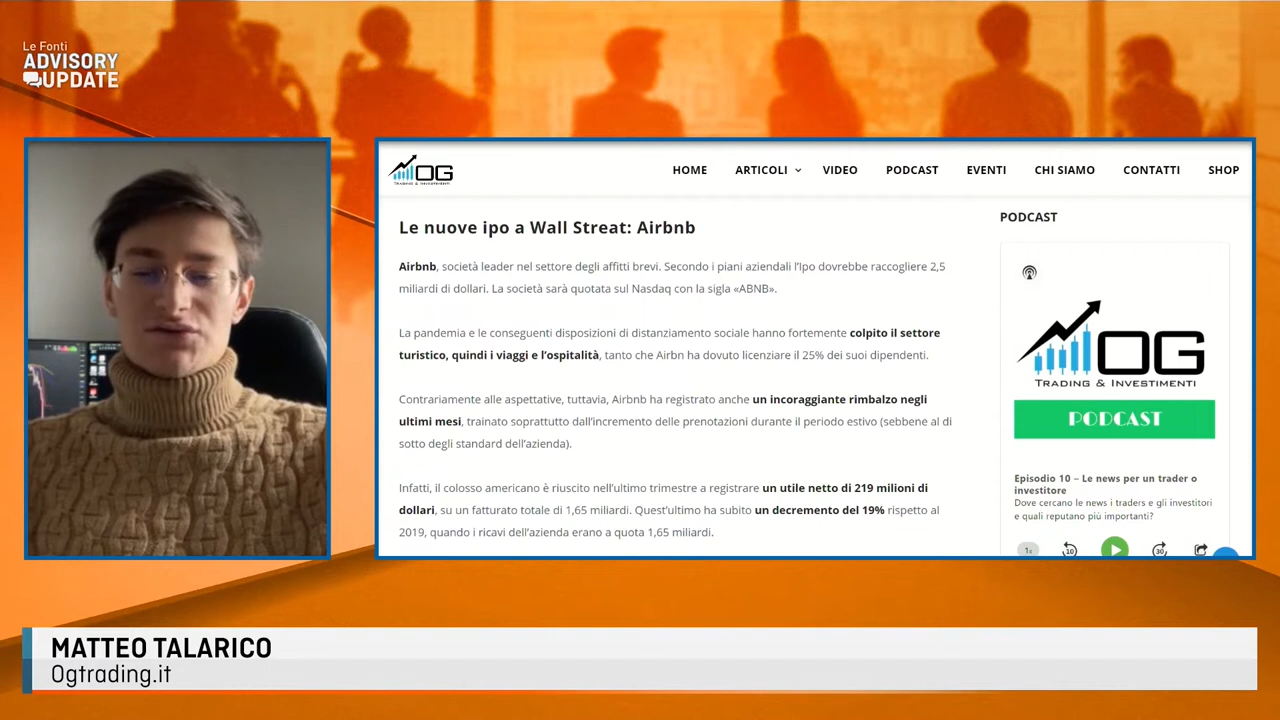 Le Fonti
ADVISORY
UPDATE
OG
TRADING & INVESTIMENTI
HOME
ARTICOLI
VIDEO
PODCAST
EVENTI
CHI SIAMO
CONTATTI
SHOP
Le nuove ipo a Wall Streat: Airbnb
Airbnb, società leader nel settore degli affitti brevi. Secondo i piani aziendali l’Ipo dovrebbe raccogliere 2,5
miliardi di dollari. La società sarà quotata sul Nasdaq con la sigla «ABNB».
La pandemia e le conseguenti disposizioni di distanziamento sociale hanno fortemente colpito il settore
turistico, quindi i viaggi e l’ospitalità, tanto che Airbn ha dovuto licenziare il 25% dei suoi dipendenti.
Contrariamente alle aspettative, tuttavia, Airbnb ha registrato anche un incoraggiante rimbalzo negli
ultimi mesi, trainato soprattutto dall’incremento delle prenotazioni durante il periodo estivo (sebbene al di
sotto degli standard dell’azienda).
Infatti, il colosso americano è riuscito nell’ultimo trimestre a registrare un utile netto di 219 milioni di
dollari, su un fatturato totale di 1,65 miliardi. Quest’ultimo ha subito un decremento del 19% rispetto al
2019, quando i ricavi dell’azienda erano a quota 1,65 miliardi.
PODCAST
OG
TRADING & INVESTIMENTI
PODCAST
Episodio 10 – Le news per un trader o
investitore
Dove cercano le news i traders e gli investitori
e quali reputano più importanti?
1x
10
30
MATTEO TALARICO
Ogtrading.it